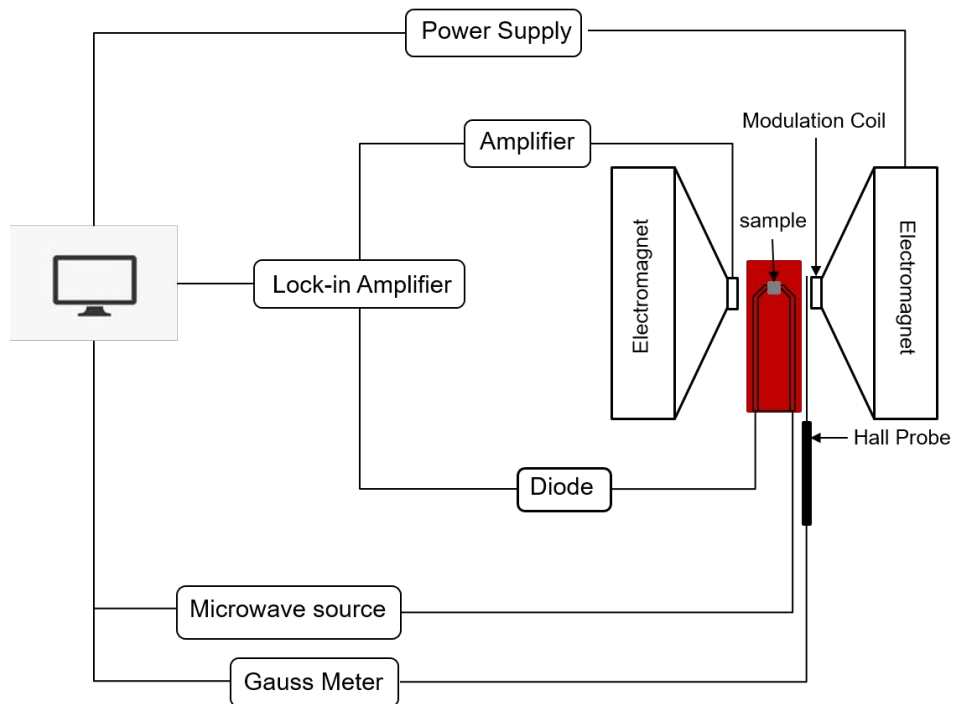 Power Supply
Modulation Coil
Amplifier
sample
Electromagnet
Electromagnet
Lock-in Amplifier
Hall Probe
Diode
Microwave source
Gauss Meter